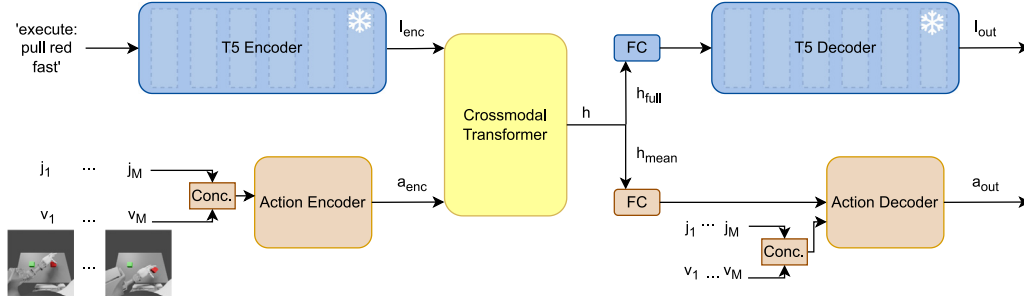 'execute:
pull red
fast'
T5 Encoder
l_enc
Crossmodal
Transformer
h
FC
h_full
h_mean
FC
T5 Decoder
l_out
j_1 ... j_M
Conc.
v_1 ... v_M
Action Encoder
a_enc
j_1 ... j_M
Conc.
v_1 ... v_M
Action Decoder
a_out
...